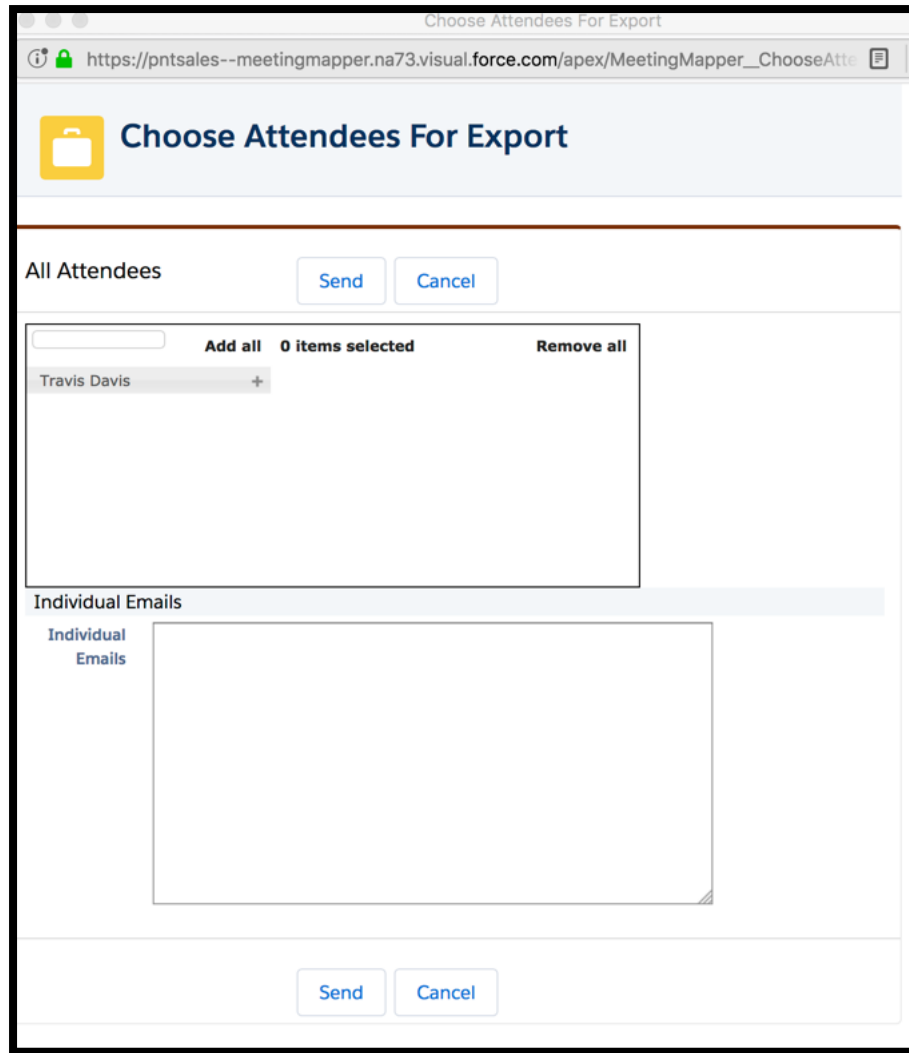 Choose Attendees For Export
https://pntsales--meetingmapper.na73.visual.force.com/apex/MeetingMapper__ChooseAtte
Choose Attendees For Export
All Attendees Send Cancel
Add all 0 items selected Remove all
Travis Davis +
Individual Emails
Individual
Emails
Send Cancel